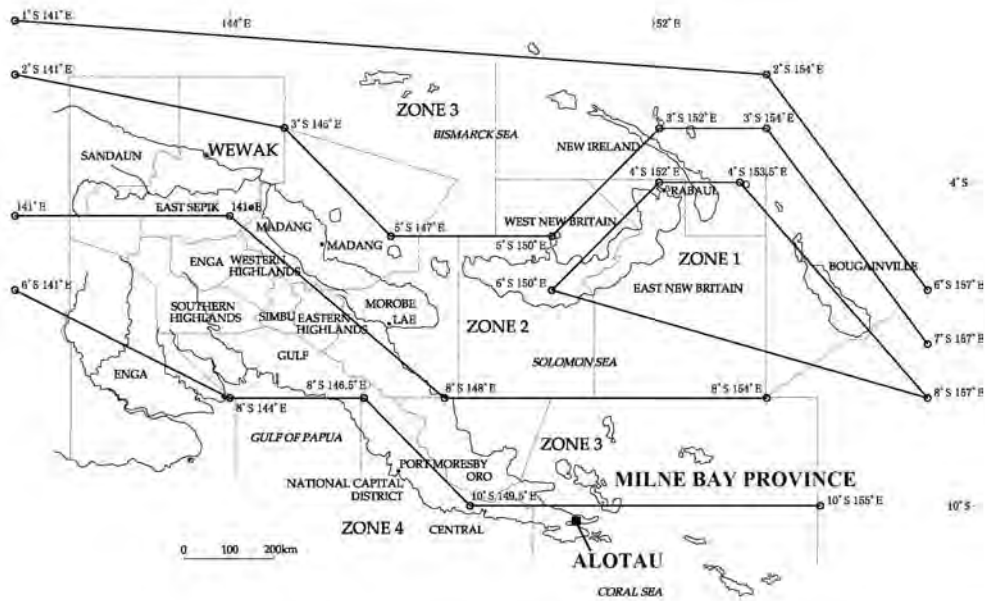 1°S 141°E
144°E
152°E
2°S 141°E
2°S 154°E
ZONE 3
BISMARCK SEA
3°S 145°E
3°S 152°E
3°S 154°E
NEW IRELAND
SANDAUN
WEWAK
4°S 152°E
4°S 153,5°E
4°S
RABAUL
141°E
EAST SEPIK
141°E
MADANG
MADANG
5°S 147°E
WEST NEW BRITAIN
5°S 150°E
ENGA
WESTERN
HIGHLANDS
ZONE 1
BOUGAINVILLE
6°S 141°E
6°S 150°E
EAST NEW BRITAIN
6°S 157°E
SOUTHERN
HIGHLANDS
SIMBU
EASTERN
HIGHLANDS
MOROBE
LAE
ZONE 2
7°S 157°E
GULF
SOLOMON SEA
ENGA
8°S 144°E
8°S 146,5°E
8°S 148°E
8°S 154°E
8°S 157°E
GULF OF PAPUA
ZONE 3
PORT MORESBY
ORO
MILNE BAY PROVINCE
NATIONAL CAPITAL
DISTRICT
10°S 149,5°E
10°S 155°E
10°S
ZONE 4
CENTRAL
0 100 200km
ALOTAU
CORAL SEA